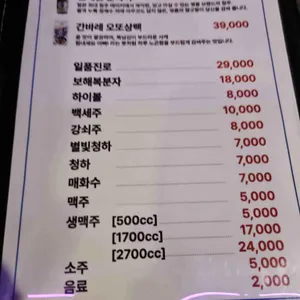 간바레 오또상팩 39,000
일품진로 29,000
보해복분자 18,000
하이볼 8,000
백세주 10,000
강쇠주 8,000
별빛청하 7,000
청하 7,000
매화수 7,000
맥주 5,000
생맥주 [500cc] 5,000
[1700cc] 17,000
[2700cc] 24,000
소주 5,000
음료 2,000